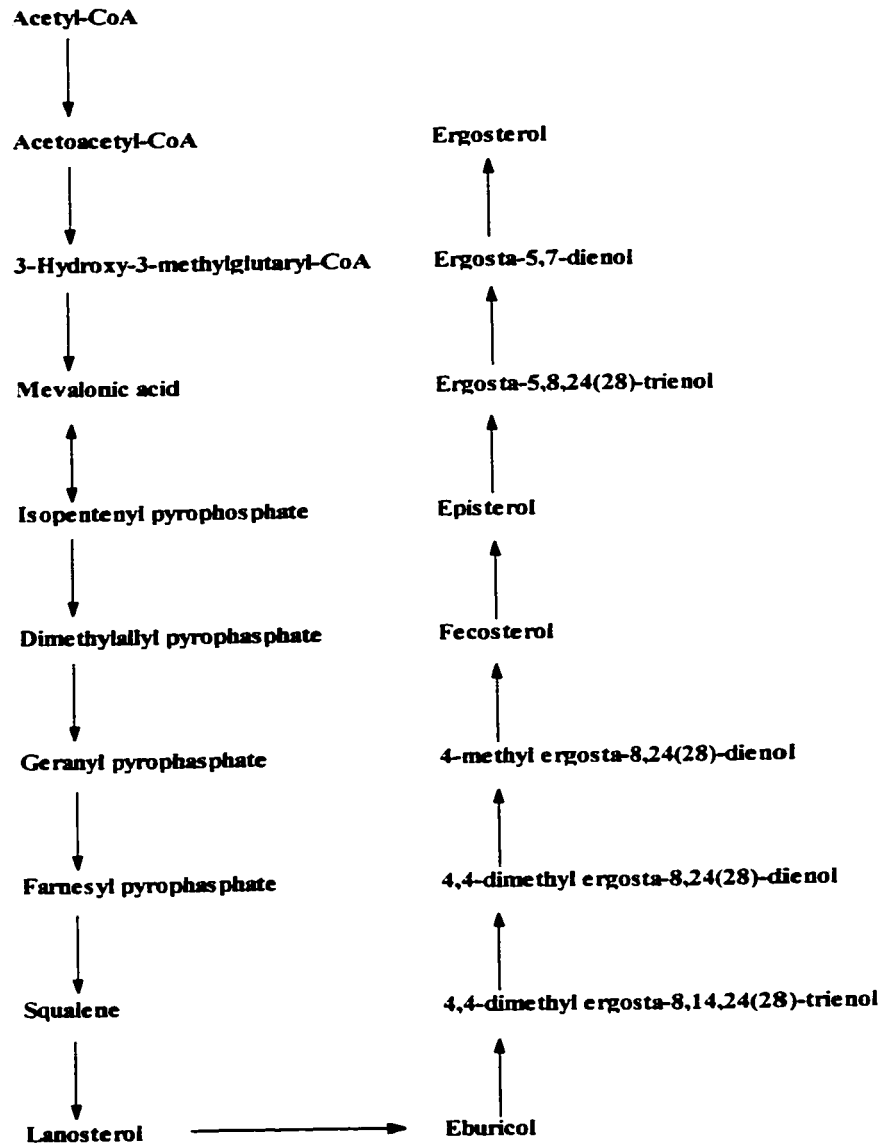 Acetyl-CoA
Acetoacetyl-CoA
3-Hydroxy-3-methylglutaryl-CoA
Mevalonic acid
Isopentenyl pyrophosphate
Dimethylallyl pyrophasphate
Geranyl pyrophasphate
Farnesyl pyrophasphate
Squalene
Lanosterol
Eburicol
4,4-dimethyl ergosta-8,14,24(28)-trienol
4,4-dimethyl ergosta-8,24(28)-dienol
4-methyl ergosta-8,24(28)-dienol
Fecosterol
Episterol
Ergosta-5,8,24(28)-trienol
Ergosta-5,7-dienol
Ergosterol